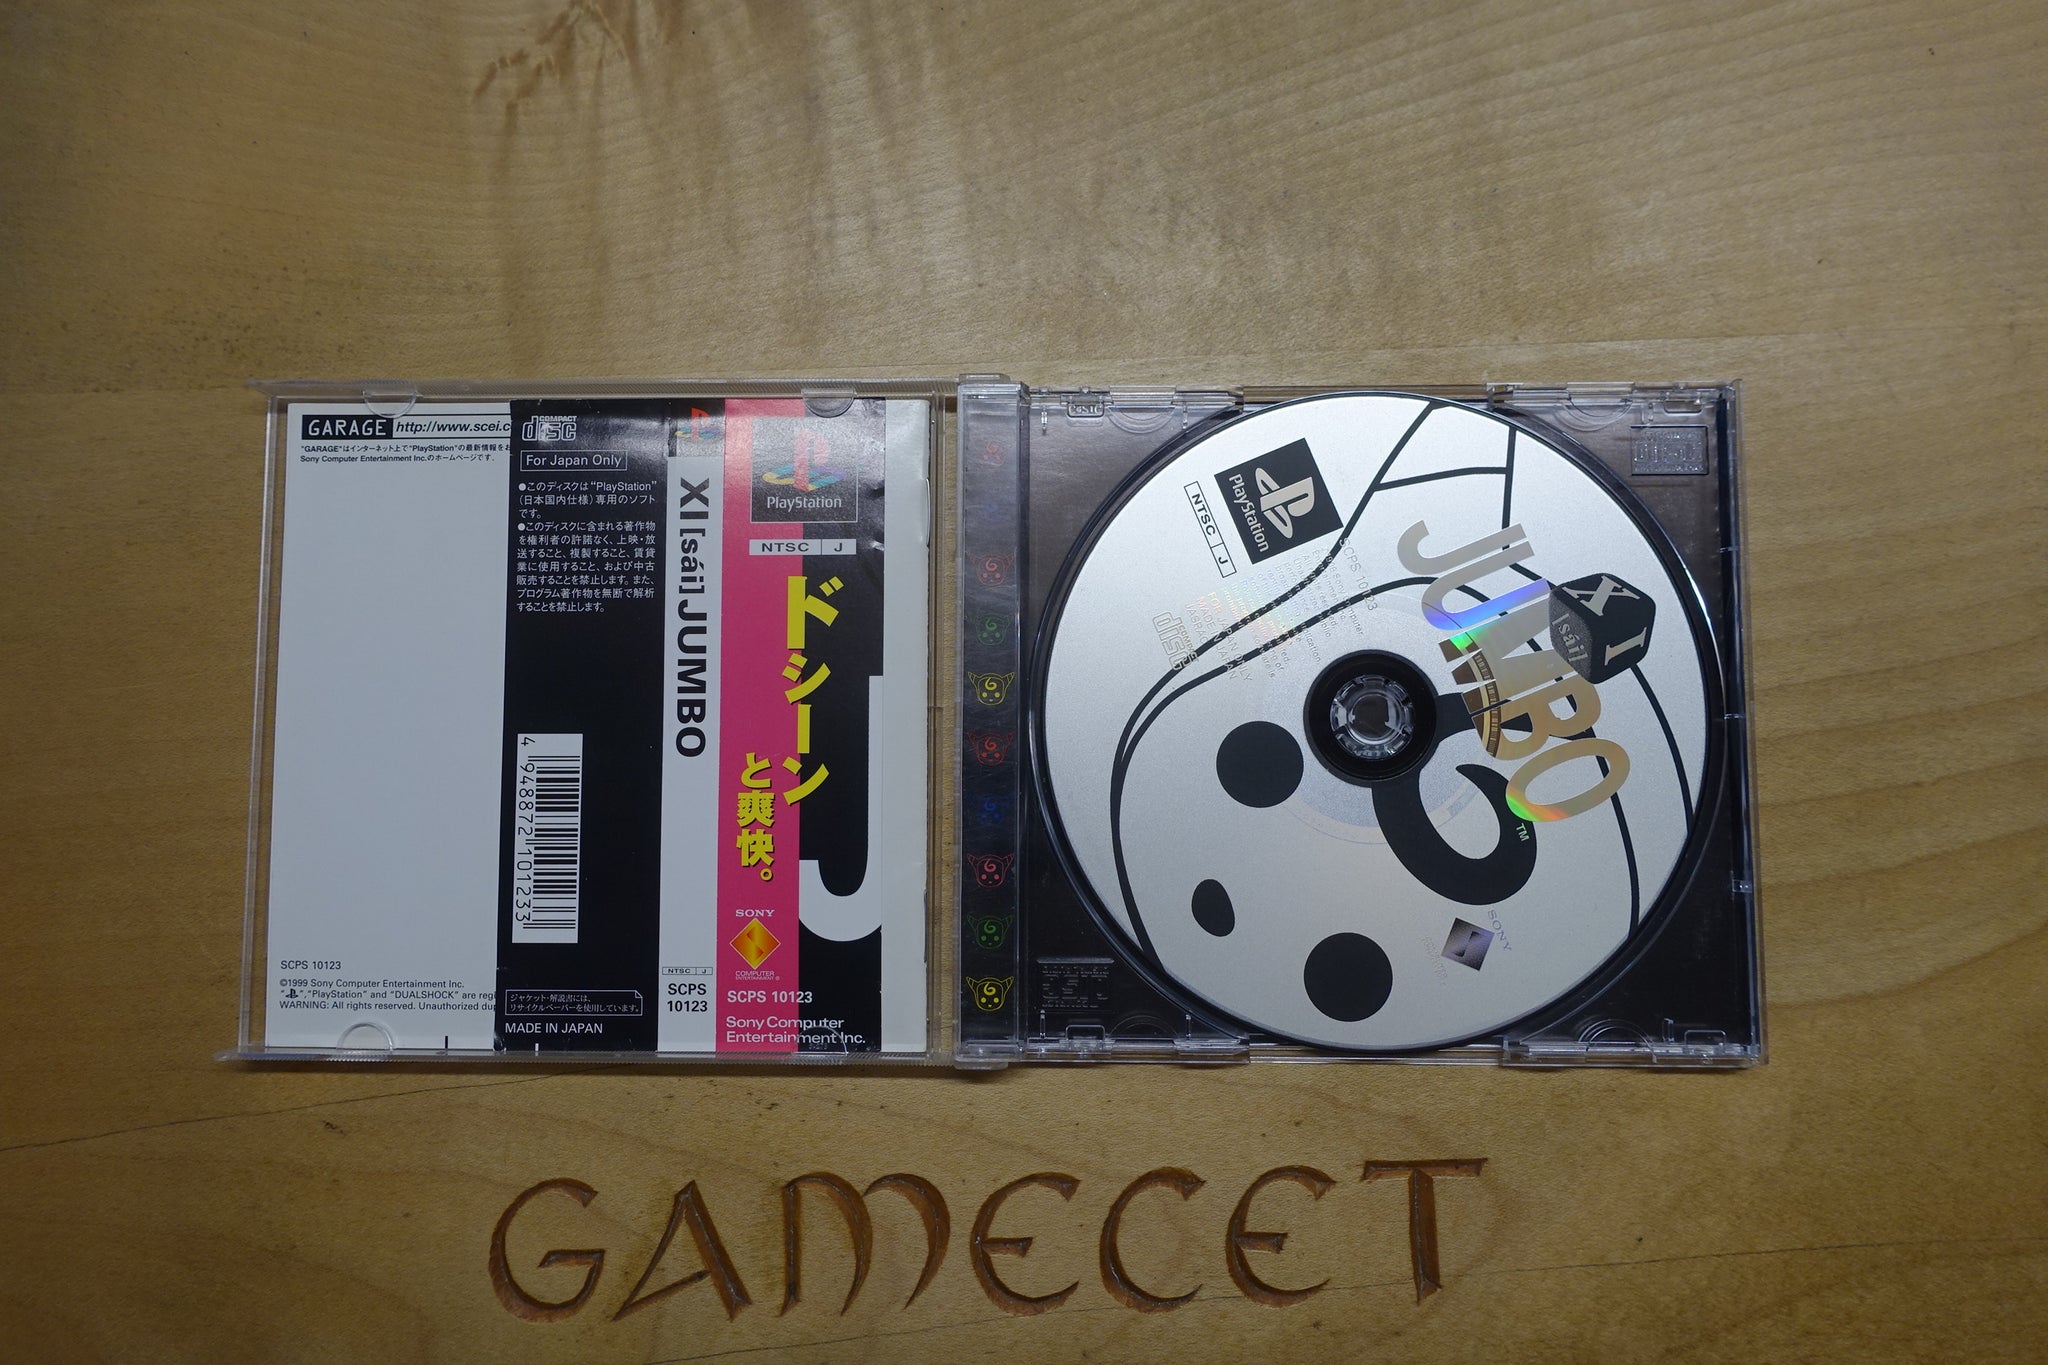 GARAGE http://www.scei.c
"GARAGE"はインターネット上で"PlayStation"の最新情報をお
Sony Computer Entertainment Inc.のホームページです.
SCPS 10123
©1999 Sony Computer Entertainment Inc.
"PlayStation" and "DUALSHOCK" are regi
WARNING: All rights reserved. Unauthorized dup
COMPACT
disc
For Japan Only
●このディスクは“PlayStation”
(日本国内仕様)専用のソフト
です。
●このディスクに含まれる著作物
を権利者の許諾なく、上映・放
送すること、複製すること、賃貸
業に使用すること、および中古
販売することを禁止します。また、
プログラム著作物を無断で解析
することを禁止します。
4 948872 101233
ジャケット・解説書には、
リサイクルペーパーを使用しています。
MADE IN JAPAN
XI[sái]JUMBO
NTSC J
SCPS
10123
PlayStation
NTSC J
ドシーン
と爽快。
J
SONY
COMPUTER
ENTERTAINMENT
SCPS 10123
Sony Computer
Entertainment Inc.
PlayStation
NTSC J
SCPS 10123
FOR JAPAN ONLY
MADE IN JAPAN
COMPACT
disc
XI
[sái]
JUMBO
TM
SONY
GAMECET